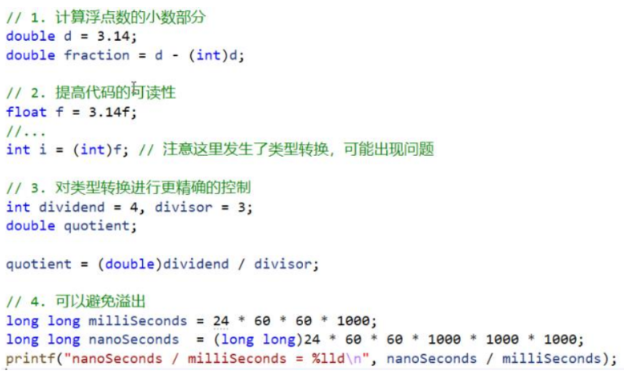 // 1. 计算浮点数的小数部分
double d = 3.14;
double fraction = d - (int)d;
// 2. 提高代码的可读性
float f = 3.14f;
//...
int i = (int)f; // 注意这里发生了类型转换，可能出现问题
// 3. 对类型转换进行更精确的控制
int dividend = 4, divisor = 3;
double quotient;
quotient = (double)dividend / divisor;
// 4. 可以避免溢出
long long milliSeconds = 24 * 60 * 60 * 1000;
long long nanoSeconds  = (long long)24 * 60 * 60 * 1000 * 1000 * 1000;
printf("nanoSeconds / milliSeconds = %lld\n", nanoSeconds / milliSeconds);